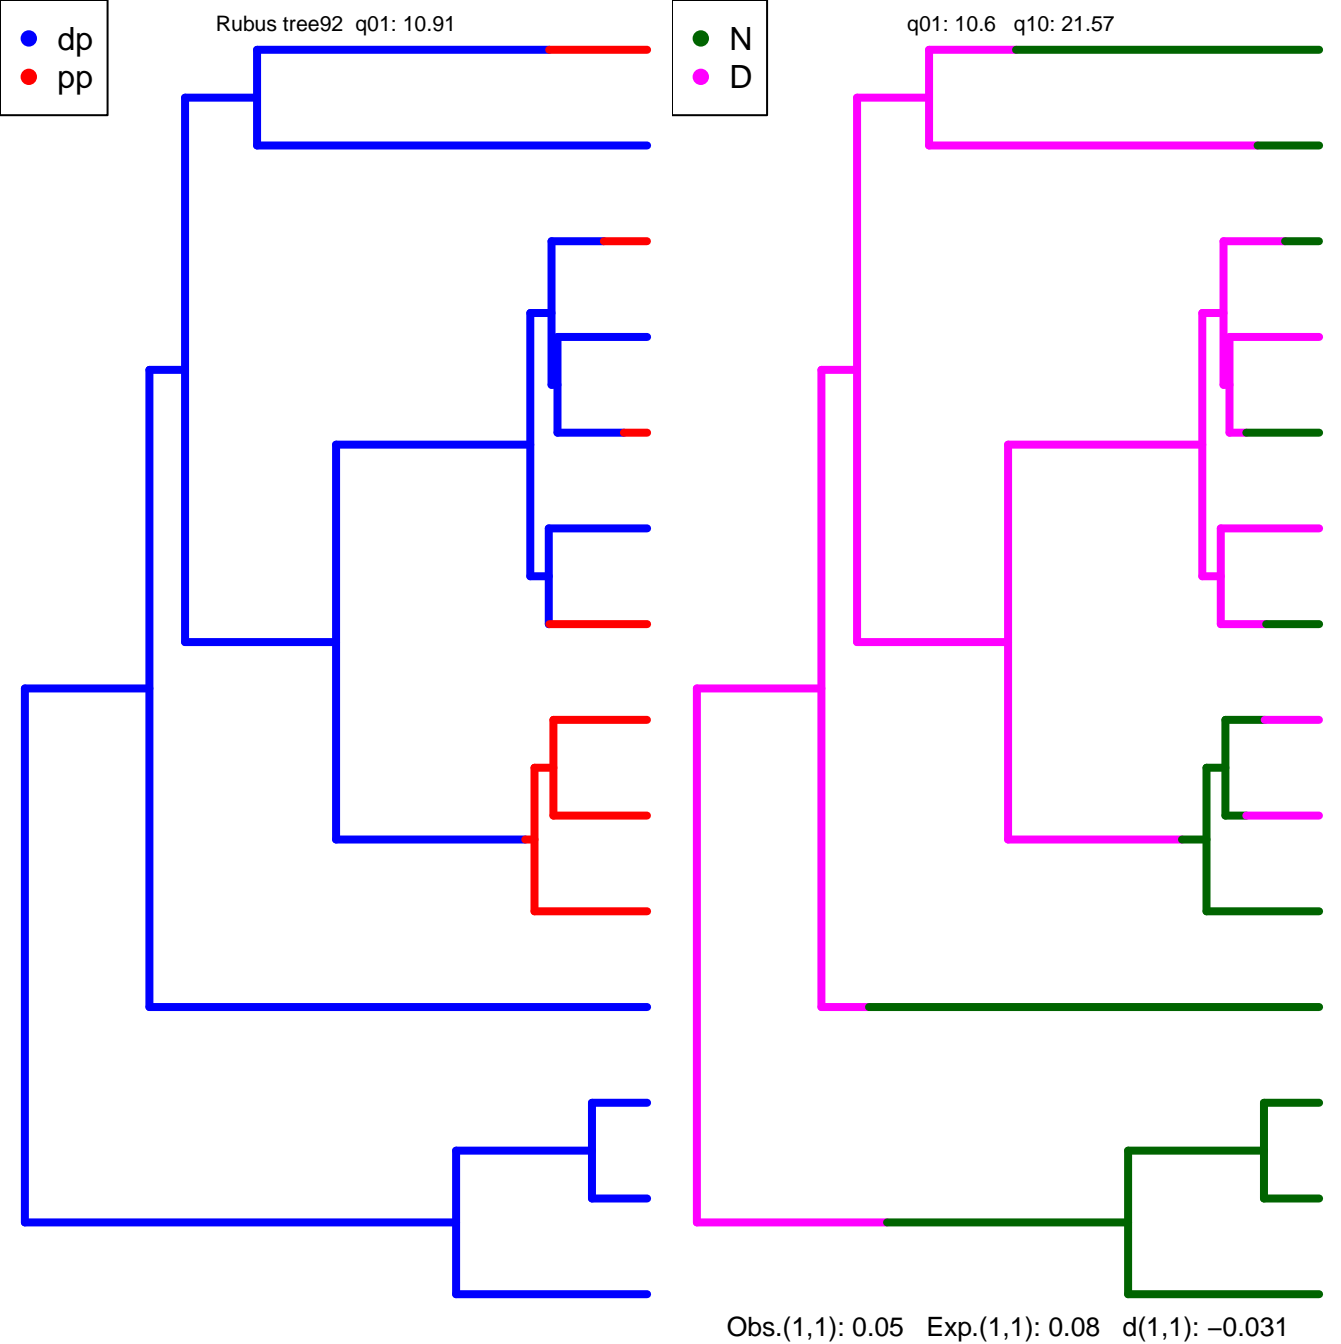 Rubus tree92 q01: 10.91
dp
pp
q01: 10.6 q10: 21.57
N
D
Obs.(1,1): 0.05 Exp.(1,1): 0.08 d(1,1): −0.031